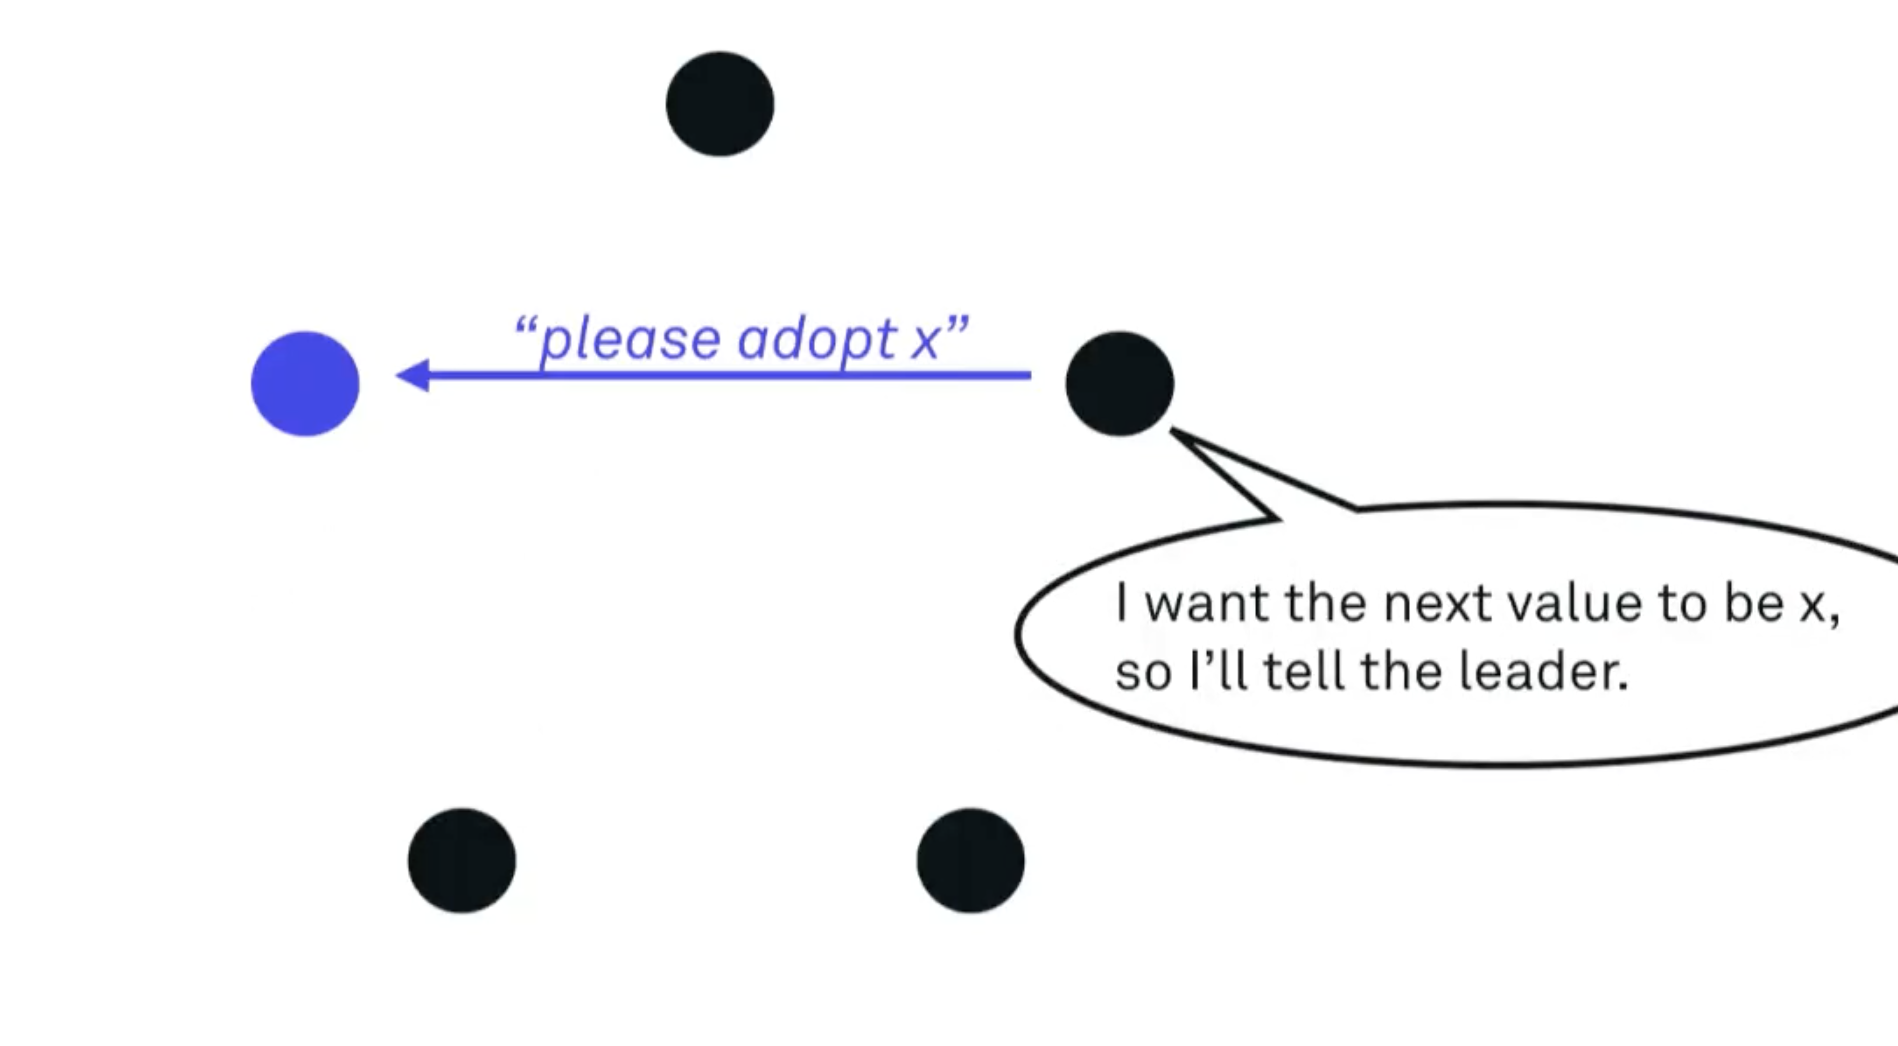 “please adopt x”
I want the next value to be x,
so I’ll tell the leader.